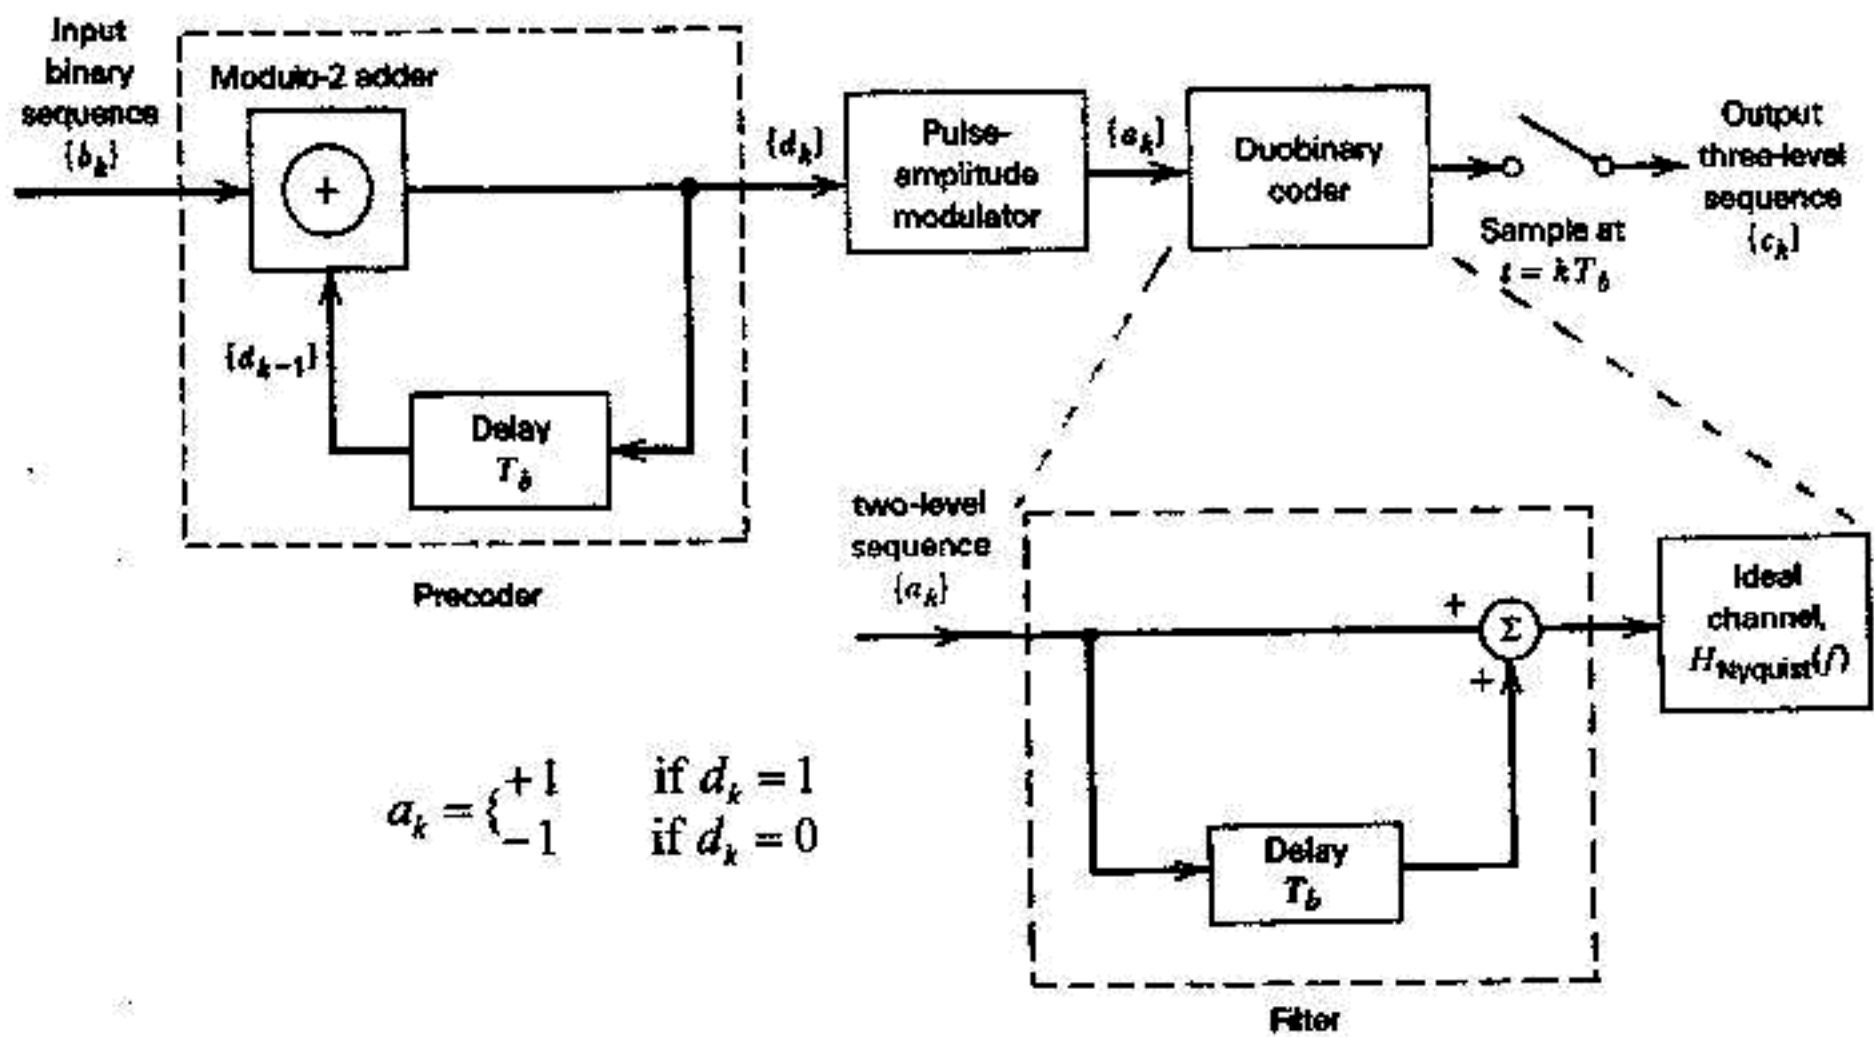 Input
binary
sequence
{b_k}
Modulo-2 adder
+
{d_k}
Pulse-
amplitude
modulator
{a_k}
Duobinary
coder
Output
three-level
sequence
{c_k}
Sample at
t = kT_b
{d_{k-1}}
Delay
T_b
Precoder
two-level
sequence
{a_k}
+
Σ
+
Ideal
channel,
H_Nyquist(f)
Delay
T_b
Filter
a_k = { +1 if d_k = 1
-1 if d_k = 0